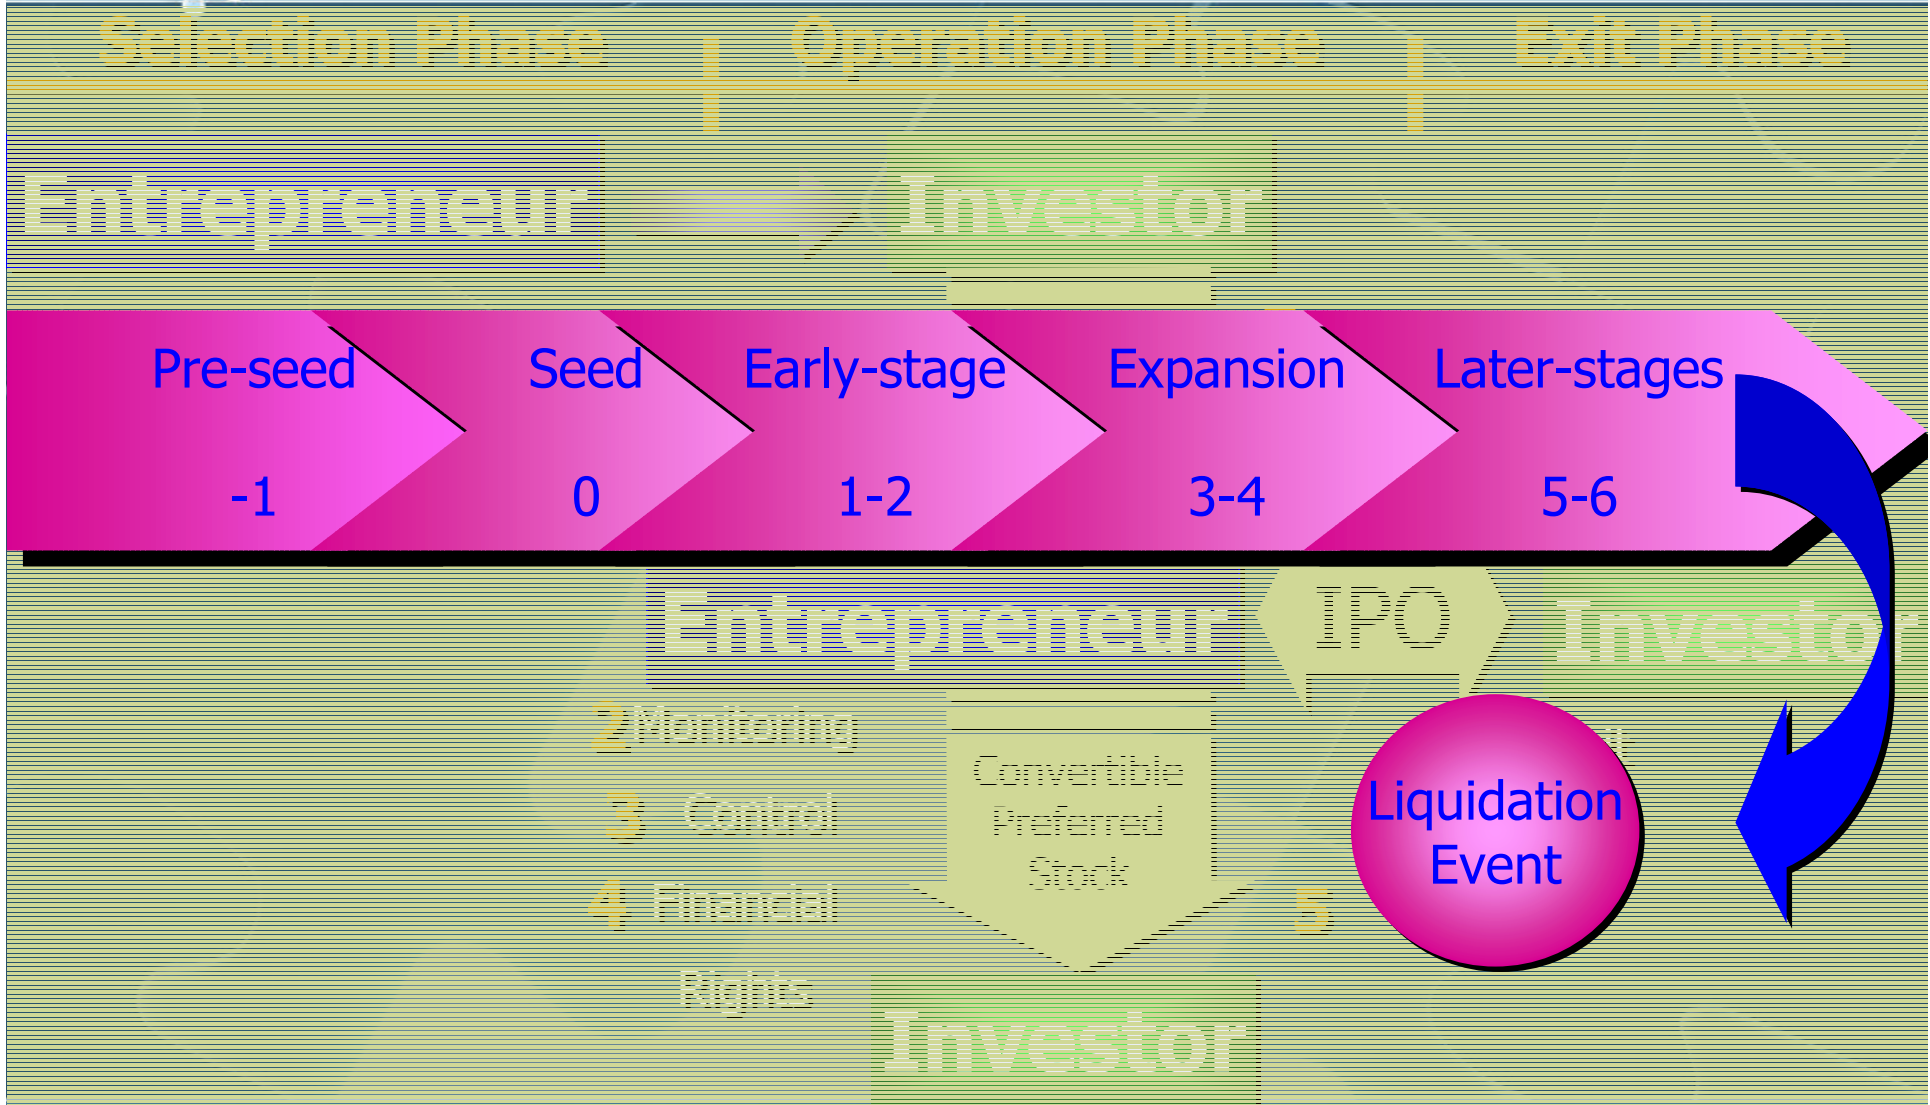 Selection Phase
Operation Phase
Exit Phase
Entrepreneur
Investor
Pre-seed
Seed
Early-stage
Expansion
Later-stages
-1
0
1-2
3-4
5-6
Entrepreneur
IPO
Investor
2 Monitoring
3 Control
4 Financial
Rights
Convertible
Preferred
Stock
5
Liquidation
Event
Investor